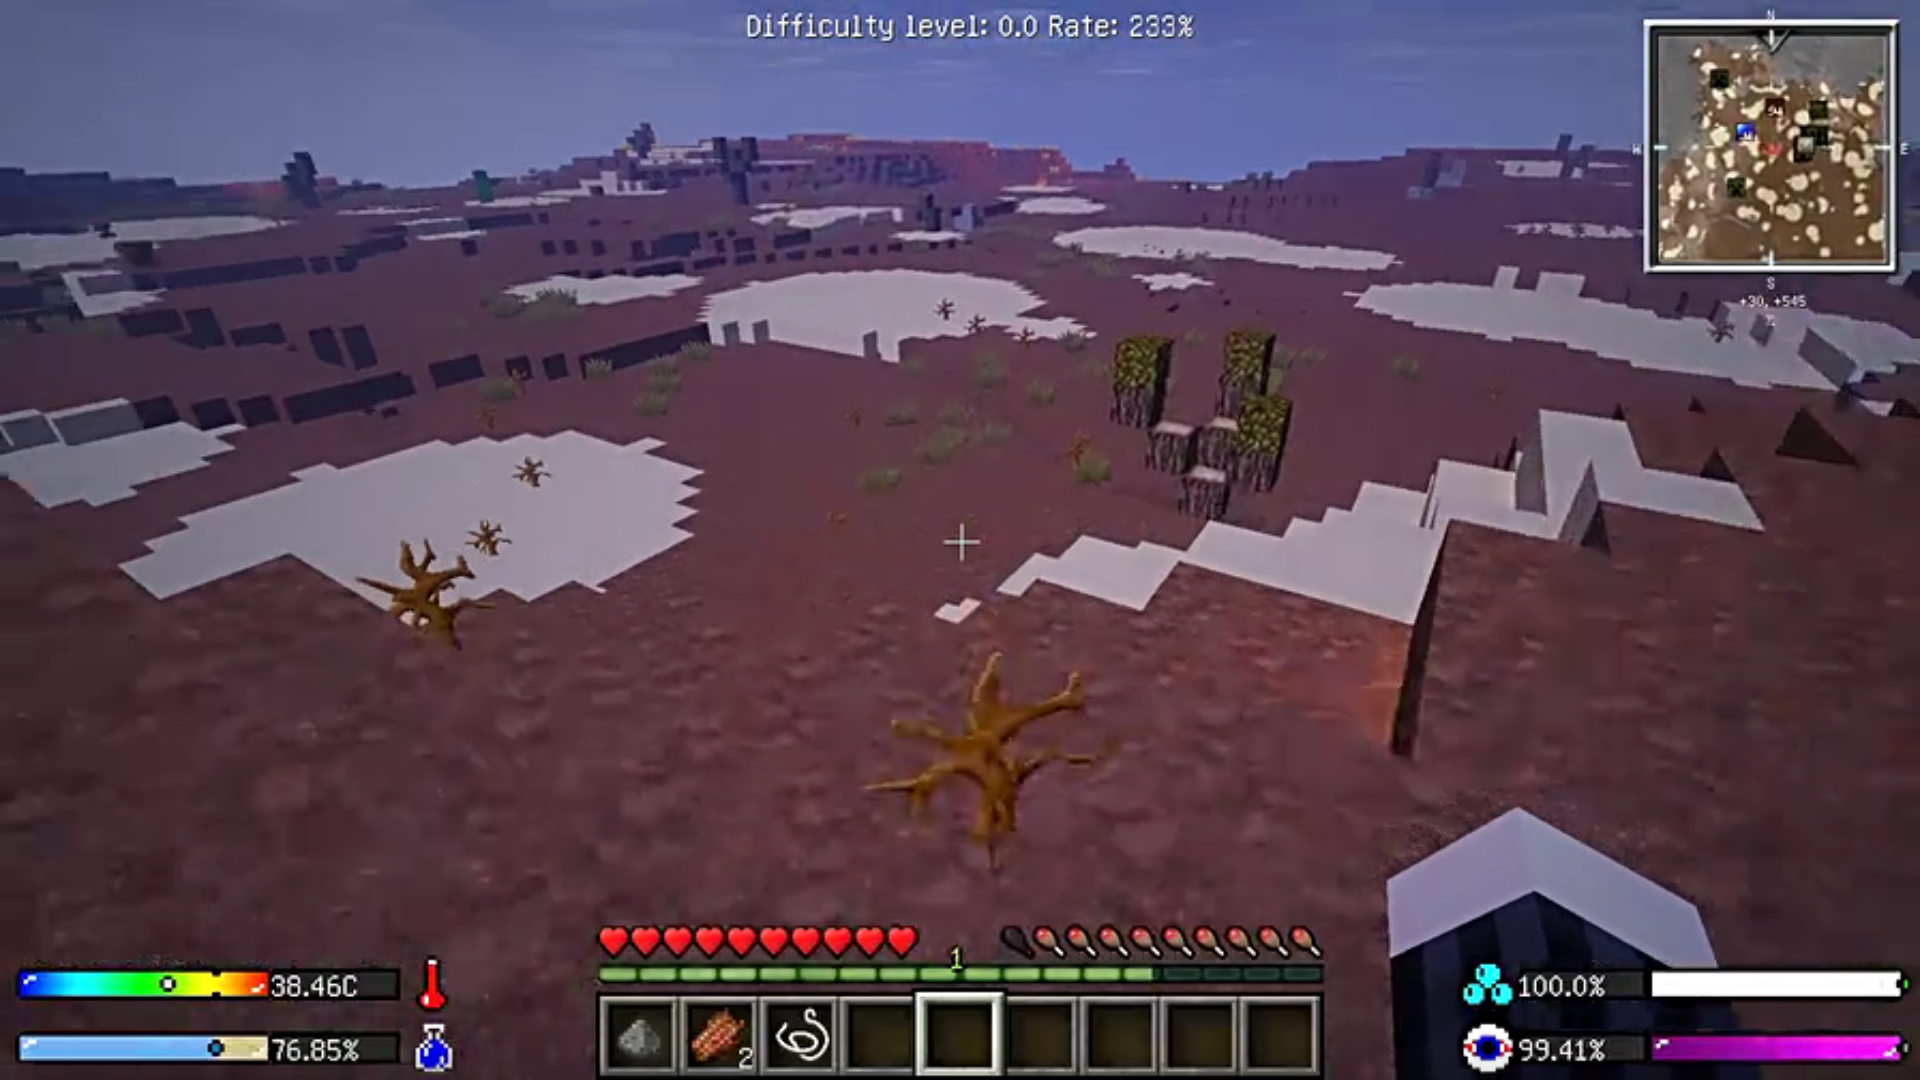 Difficulty level: 0.0 Rate: 233%
N
E
S
+30, +545
1
38.46C
76.85%
2
100.0%
99.41%